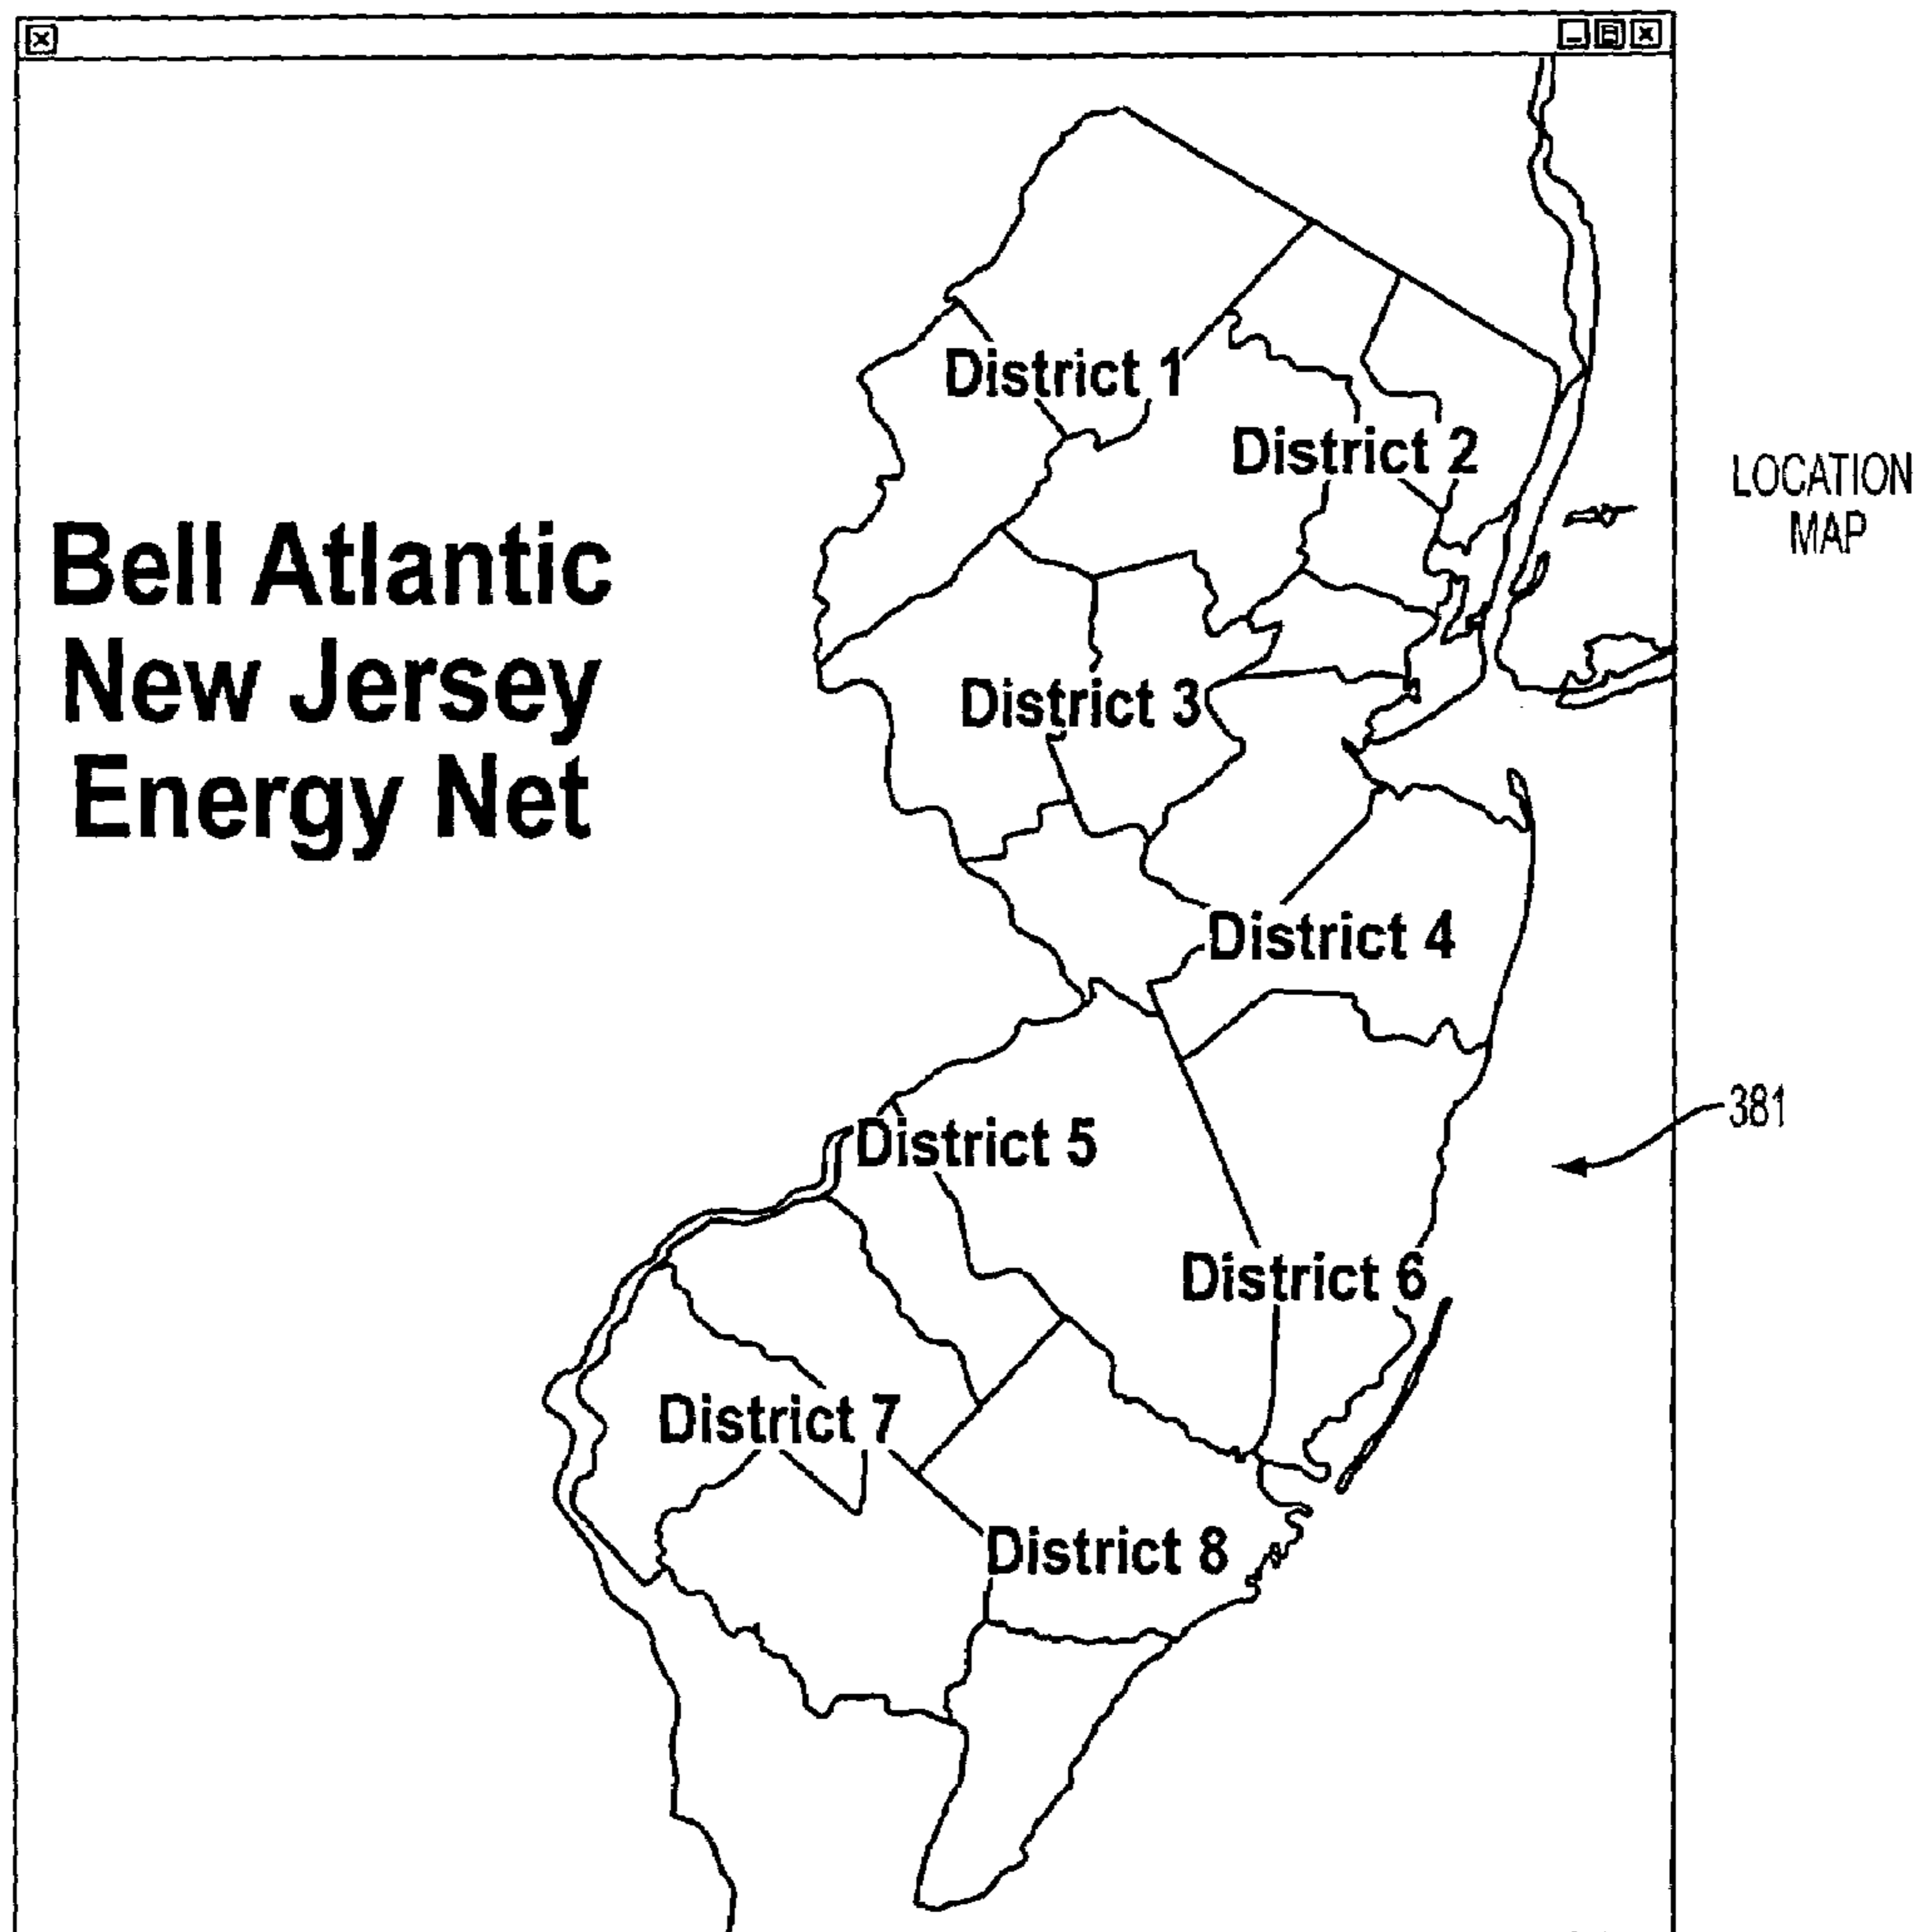 Bell Atlantic
New Jersey
Energy Net
District 1
District 2
District 3
District 4
District 5
District 6
District 7
District 8
LOCATION
MAP
381